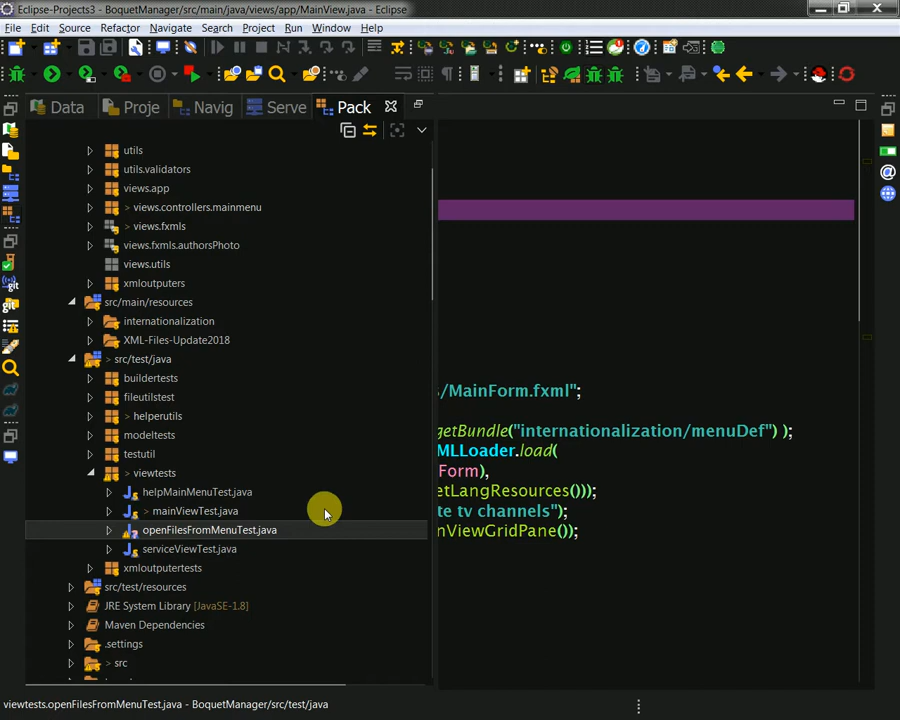 Eclipse-Projects3 - BoquetManager/src/main/java/views/app/MainView.java - Eclipse
File Edit Source Refactor Navigate Search Project Run Window Help
Data Proje Navig Serve Pack
utils
utils.validators
views.app
> views.controllers.mainmenu
> views.fxmls
views.fxmls.authorsPhoto
views.utils
xmloutputers
src/main/resources
internationalization
XML-Files-Update2018
> src/test/java
buildertests
fileutilstest
> helperutils
modeltests
testutil
> viewtests
helpMainMenuTest.java
> mainViewTest.java
openFilesFromMenuTest.java
serviceViewTest.java
xmloutputertests
src/test/resources
JRE System Library [JavaSE-1.8]
Maven Dependencies
.settings
> src
/MainForm.fxml";
getBundle("internationalization/menuDef") );
MLLoader.load(
Form),
etLangResources()));
te tv channels");
nViewGridPane());
viewtests.openFilesFromMenuTest.java - BoquetManager/src/test/java